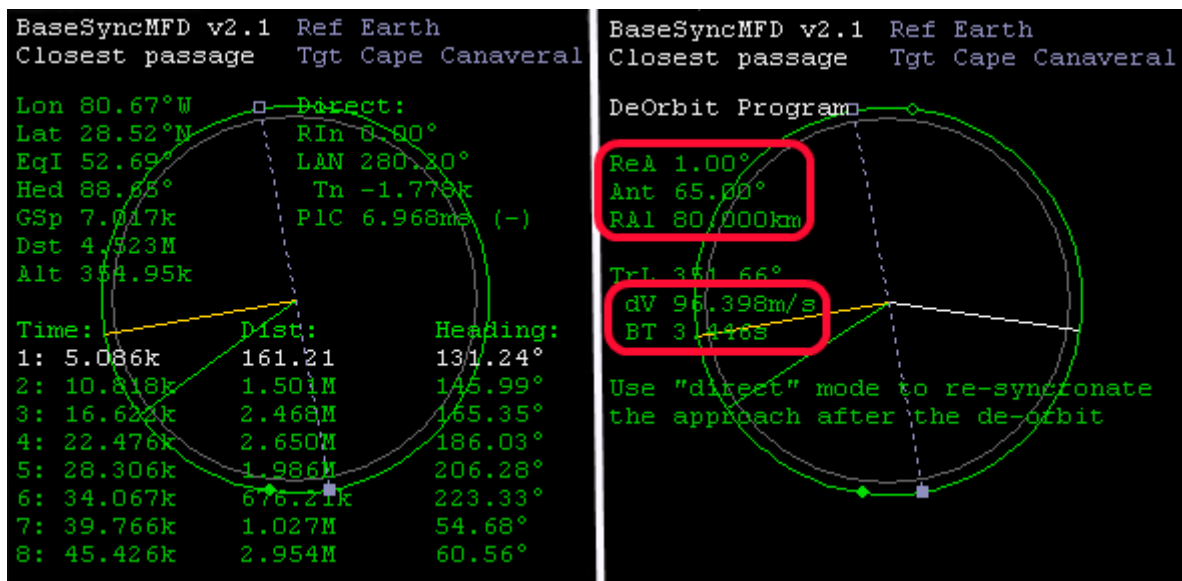 BaseSyncMFD v2.1 Ref Earth
Closest passage Tgt Cape Canaveral
Lon 80.67°W Direct:
Lat 28.52°N RIn 0.00°
EqI 52.69° LAN 280.20°
Hed 88.65° Tn -1.778k
GSp 7.017k PlC 6.968ms (-)
Dst 4.523M
Alt 354.95k
Time: Dist: Heading:
1: 5.086k 161.21 131.24°
2: 10.818k 1.501M 145.99°
3: 16.622k 2.468M 165.35°
4: 22.476k 2.650M 186.03°
5: 28.306k 1.986M 206.28°
6: 34.067k 676.21k 223.33°
7: 39.766k 1.027M 54.68°
8: 45.426k 2.954M 60.56°
BaseSyncMFD v2.1 Ref Earth
Closest passage Tgt Cape Canaveral
DeOrbit Program
ReA 1.00°
Ant 65.00°
RAl 80.000km
TrL 351.66°
dV 96.398m/s
BT 3.446s
Use "direct" mode to re-syncronate
the approach after the de-orbit